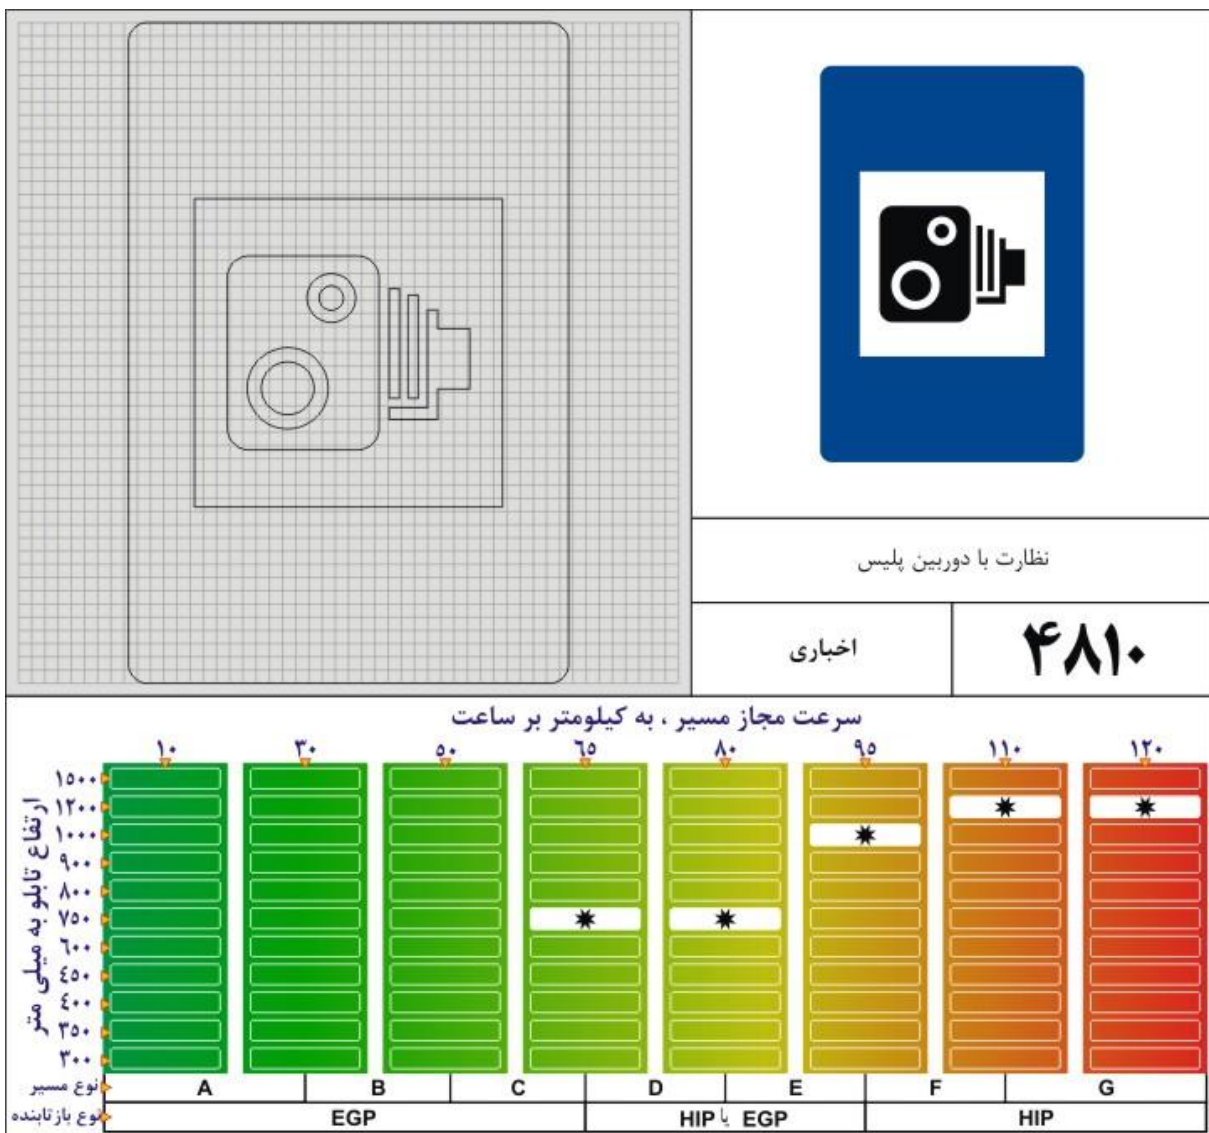 نظارت با دوربین پلیس
۴۸۱۰
اخباری
سرعت مجاز مسیر ، به کیلومتر بر ساعت
۱۰ ۳۰ ۵۰ ۶۵ ۸۰ ۹۵ ۱۱۰ ۱۲۰
ارتفاع تابلو به میلی متر
۱۵۰۰
۱۲۰۰
۱۰۰۰
۹۰۰
۸۰۰
۷۵۰
۶۰۰
٤٥۰
٤۰۰
۳۵۰
۳۰۰
نوع مسیر A B C D E F G
نوع بازتابنده EGP HIP یا EGP HIP